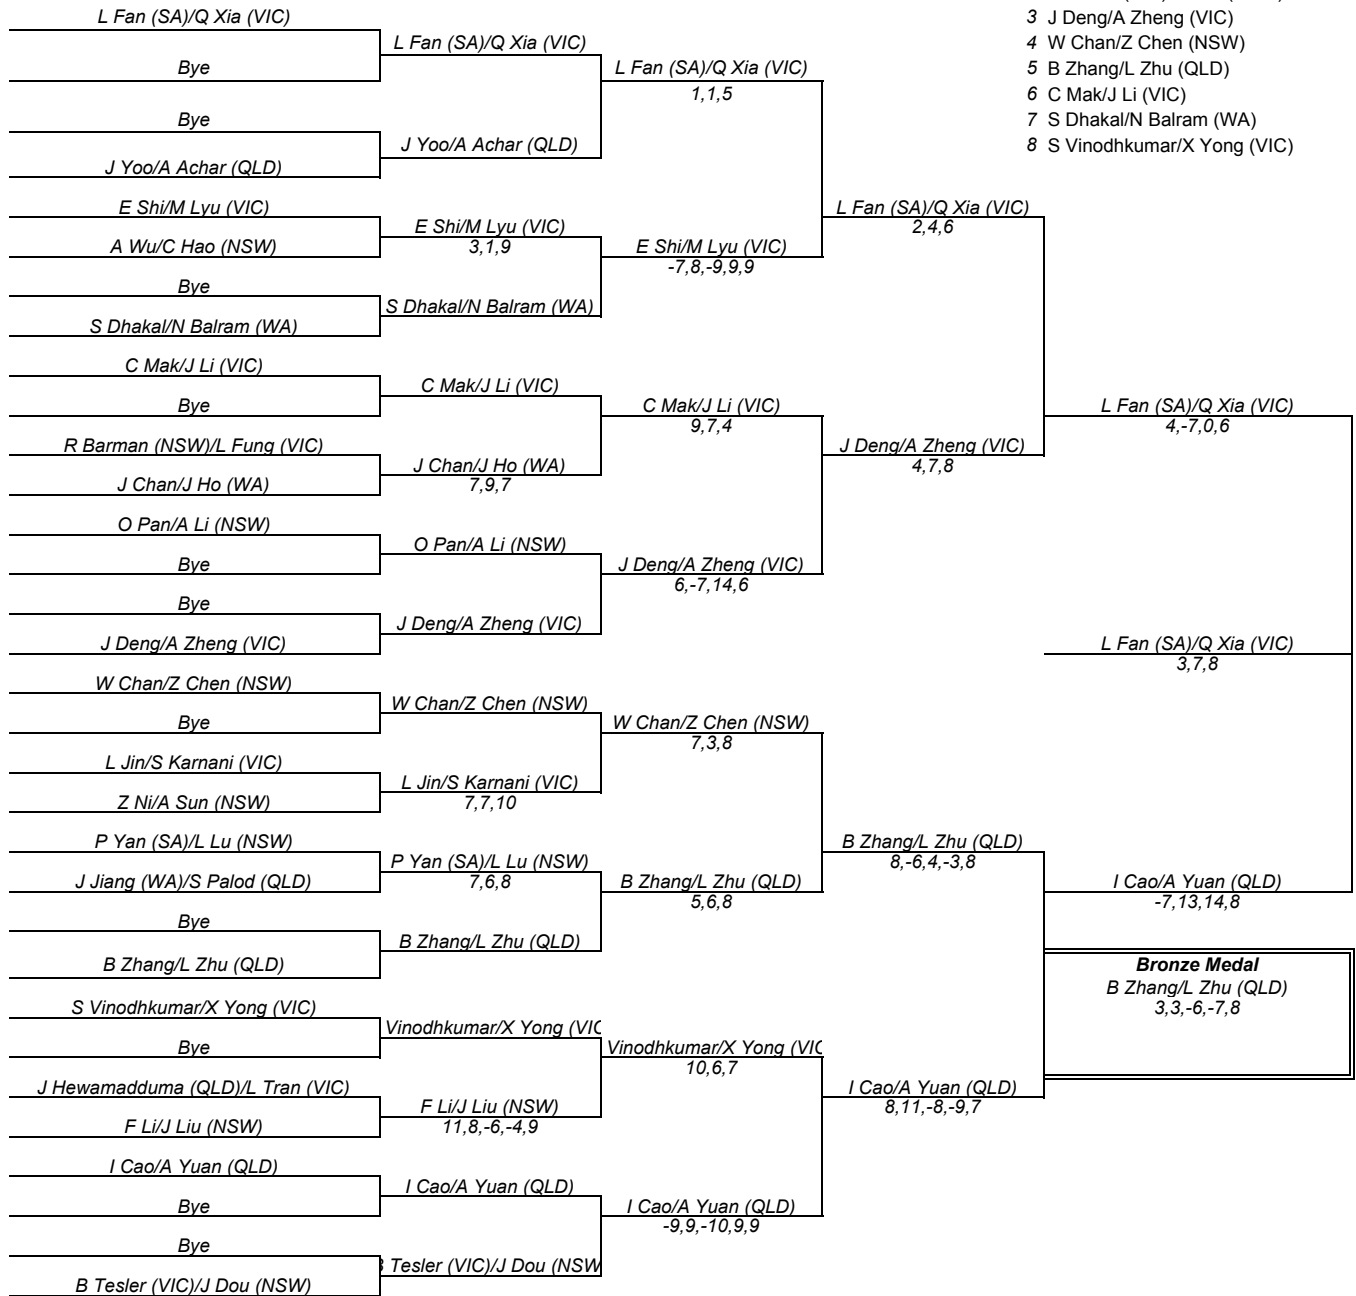 L Fan (SA)/Q Xia (VIC)
Bye
Bye
J Yoo/A Achar (QLD)
E Shi/M Lyu (VIC)
A Wu/C Hao (NSW)
Bye
S Dhakal/N Balram (WA)
C Mak/J Li (VIC)
Bye
R Barman (NSW)/L Fung (VIC)
J Chan/J Ho (WA)
O Pan/A Li (NSW)
Bye
Bye
J Deng/A Zheng (VIC)
W Chan/Z Chen (NSW)
Bye
L Jin/S Karnani (VIC)
Z Ni/A Sun (NSW)
P Yan (SA)/L Lu (NSW)
J Jiang (WA)/S Palod (QLD)
Bye
B Zhang/L Zhu (QLD)
S Vinodhkumar/X Yong (VIC)
Bye
J Hewamadduma (QLD)/L Tran (VIC)
F Li/J Liu (NSW)
I Cao/A Yuan (QLD)
Bye
Bye
B Tesler (VIC)/J Dou (NSW)
L Fan (SA)/Q Xia (VIC)
J Yoo/A Achar (QLD)
E Shi/M Lyu (VIC)
3,1,9
S Dhakal/N Balram (WA)
C Mak/J Li (VIC)
J Chan/J Ho (WA)
7,9,7
O Pan/A Li (NSW)
J Deng/A Zheng (VIC)
W Chan/Z Chen (NSW)
L Jin/S Karnani (VIC)
7,7,10
P Yan (SA)/L Lu (NSW)
7,6,8
B Zhang/L Zhu (QLD)
Vinodhkumar/X Yong (VIC
F Li/J Liu (NSW)
11,8,-6,-4,9
I Cao/A Yuan (QLD)
Tesler (VIC)/J Dou (NSW
L Fan (SA)/Q Xia (VIC)
1,1,5
E Shi/M Lyu (VIC)
-7,8,-9,9,9
C Mak/J Li (VIC)
9,7,4
J Deng/A Zheng (VIC)
6,-7,14,6
W Chan/Z Chen (NSW)
7,3,8
B Zhang/L Zhu (QLD)
5,6,8
Vinodhkumar/X Yong (VIC
10,6,7
I Cao/A Yuan (QLD)
-9,9,-10,9,9
L Fan (SA)/Q Xia (VIC)
2,4,6
J Deng/A Zheng (VIC)
4,7,8
B Zhang/L Zhu (QLD)
8,-6,4,-3,8
I Cao/A Yuan (QLD)
8,11,-8,-9,7
3 J Deng/A Zheng (VIC)
4 W Chan/Z Chen (NSW)
5 B Zhang/L Zhu (QLD)
6 C Mak/J Li (VIC)
7 S Dhakal/N Balram (WA)
8 S Vinodhkumar/X Yong (VIC)
L Fan (SA)/Q Xia (VIC)
4,-7,0,6
L Fan (SA)/Q Xia (VIC)
3,7,8
I Cao/A Yuan (QLD)
-7,13,14,8
Bronze Medal
B Zhang/L Zhu (QLD)
3,3,-6,-7,8